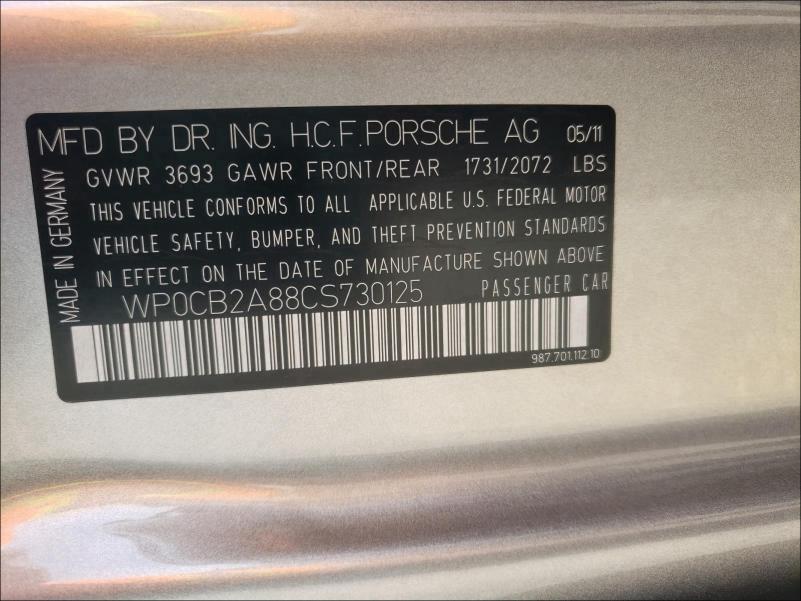 MFD BY DR. ING. H.C.F.PORSCHE AG 05/11
GVWR 3693 GAWR FRONT/REAR 1731/2072 LBS
THIS VEHICLE CONFORMS TO ALL APPLICABLE U.S. FEDERAL MOTOR
VEHICLE SAFETY, BUMPER, AND THEFT PREVENTION STANDARDS
IN EFFECT ON THE DATE OF MANUFACTURE SHOWN ABOVE
WP0CB2A88CS730125 PASSENGER CAR
987.701.112.10
MADE IN GERMANY